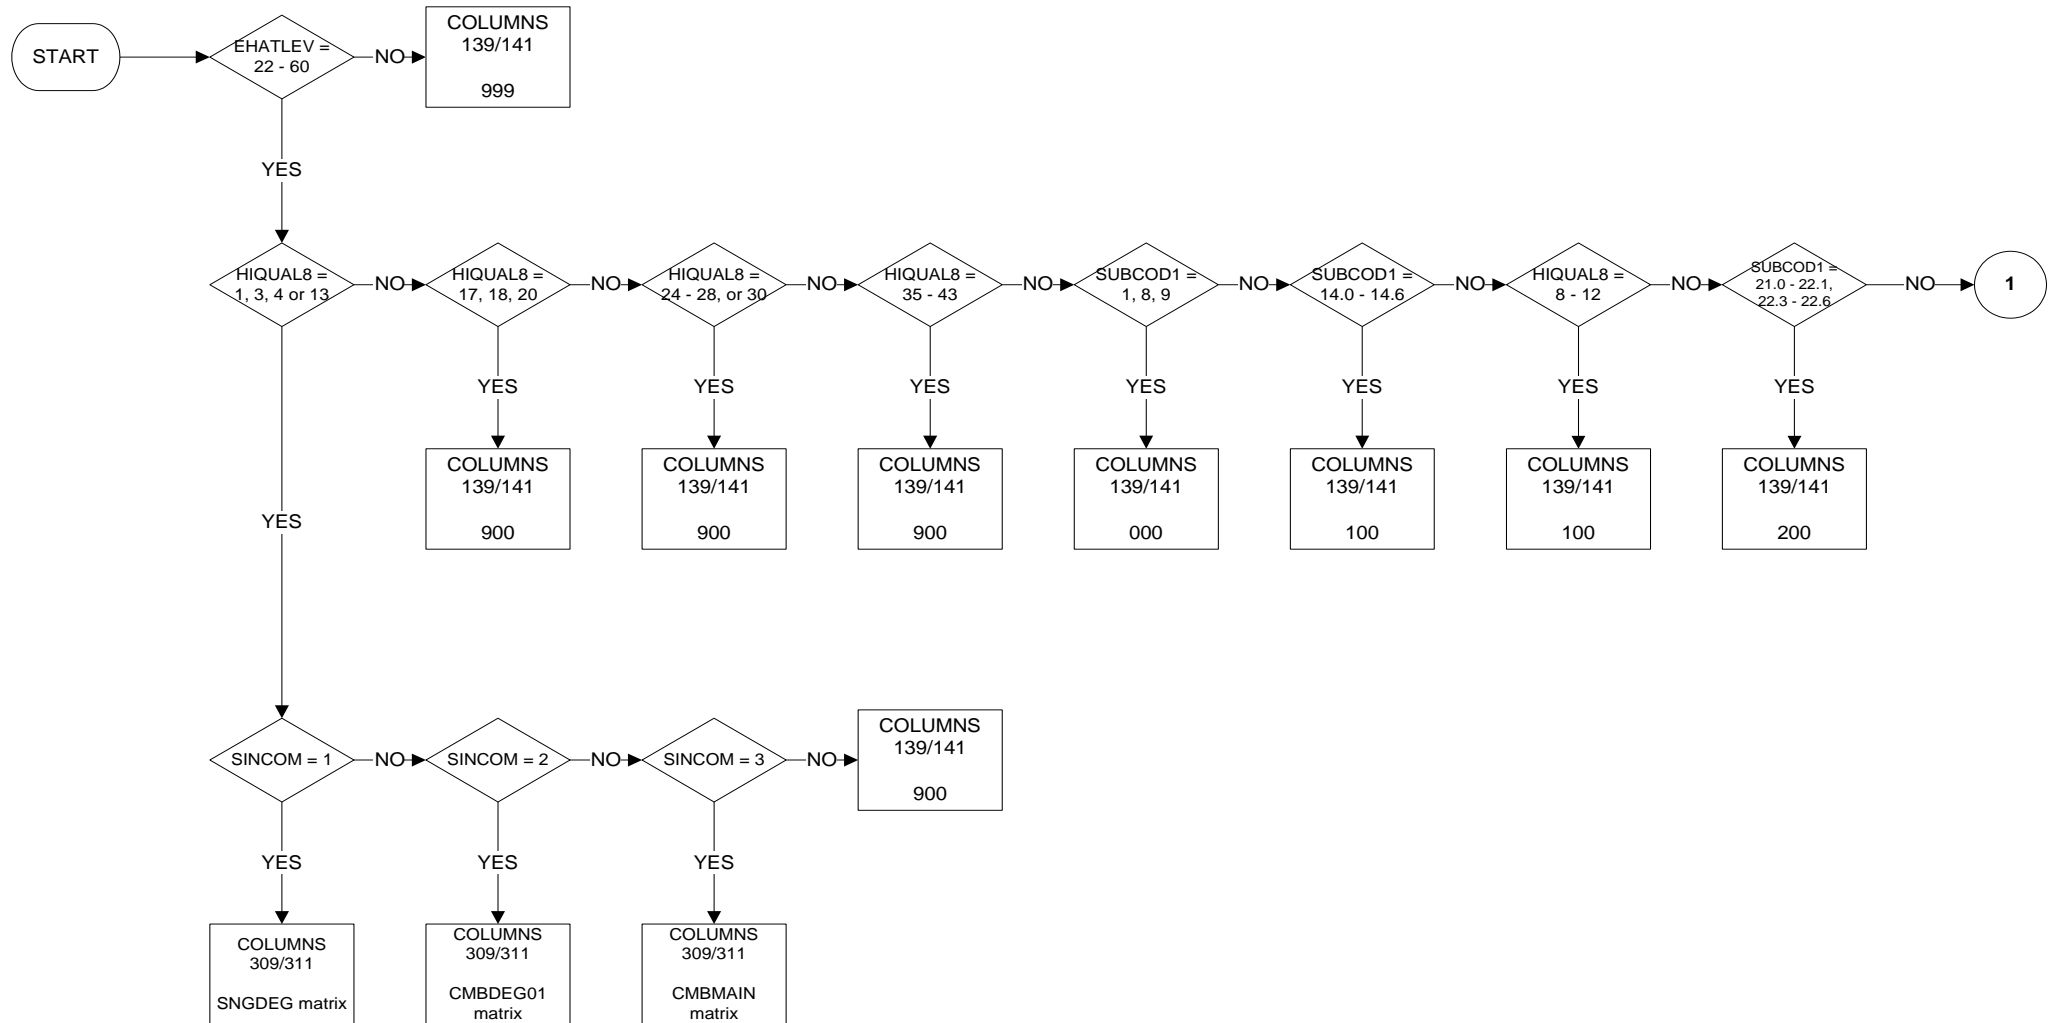 START
EHATLEV =
22 - 60
NO
COLUMNS
139/141
999
YES
HIQUAL8 =
1, 3, 4 or 13
NO
HIQUAL8 =
17, 18, 20
NO
HIQUAL8 =
24 - 28, or 30
NO
HIQUAL8 =
35 - 43
NO
SUBCOD1 =
1, 8, 9
NO
SUBCOD1 =
14.0 - 14.6
NO
HIQUAL8 =
8 - 12
NO
SUBCOD1 =
21.0 - 22.1,
22.3 - 22.6
NO
1
YES
YES
YES
YES
YES
YES
YES
COLUMNS
139/141
900
COLUMNS
139/141
900
COLUMNS
139/141
900
COLUMNS
139/141
000
COLUMNS
139/141
100
COLUMNS
139/141
100
COLUMNS
139/141
200
YES
SINCOM = 1
NO
SINCOM = 2
NO
SINCOM = 3
NO
COLUMNS
139/141
900
YES
YES
YES
COLUMNS
309/311
SNGDEG matrix
COLUMNS
309/311
CMBDEG01
matrix
COLUMNS
309/311
CMBMAIN
matrix